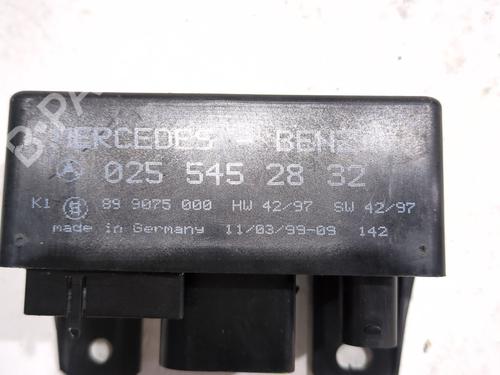 MERCEDES - BENZ
025 545 28 32
K1 89 9075 000 HW 42/97 SW 42/97
made in Germany 11/03/99-09 142